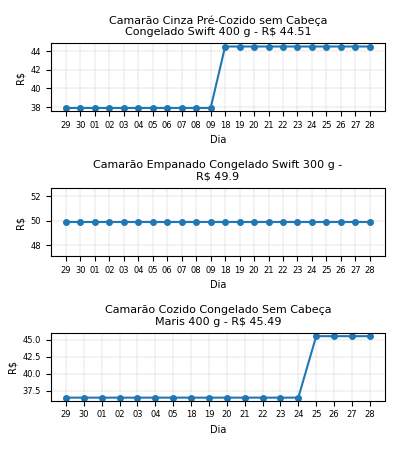 Camarão Cinza Pré-Cozido sem Cabeça
Congelado Swift 400 g - R$ 44.51
44
42
40
38
R$
29 30 01 02 03 04 05 06 07 08 09 18 19 20 21 22 23 24 25 26 27 28
Dia
Camarão Empanado Congelado Swift 300 g -
R$ 49.9
52
50
48
R$
29 30 01 02 03 04 05 06 07 08 09 18 19 20 21 22 23 24 25 26 27 28
Dia
Camarão Cozido Congelado Sem Cabeça
Maris 400 g - R$ 45.49
45.0
42.5
40.0
37.5
R$
29 30 01 02 03 04 05 18 19 20 21 22 23 24 25 26 27 28
Dia